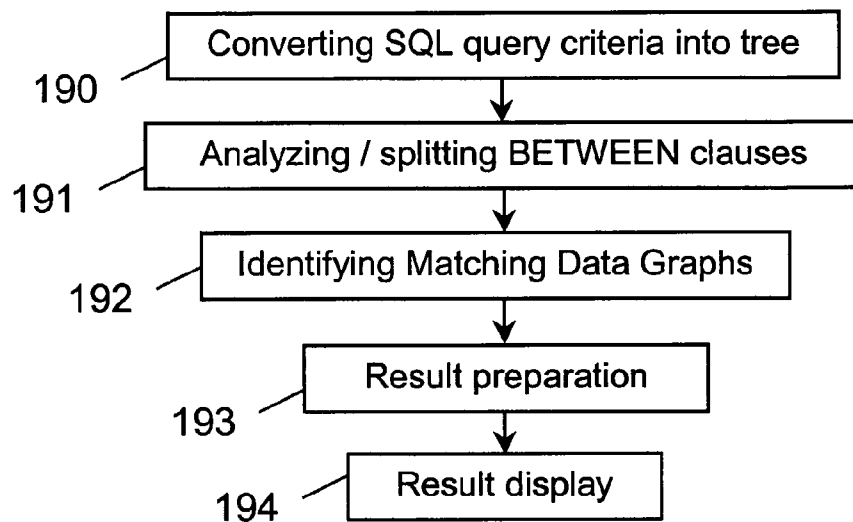 Converting SQL query criteria into tree
190
Analyzing / splitting BETWEEN clauses
191
Identifying Matching Data Graphs
192
Result preparation
193
Result display
194